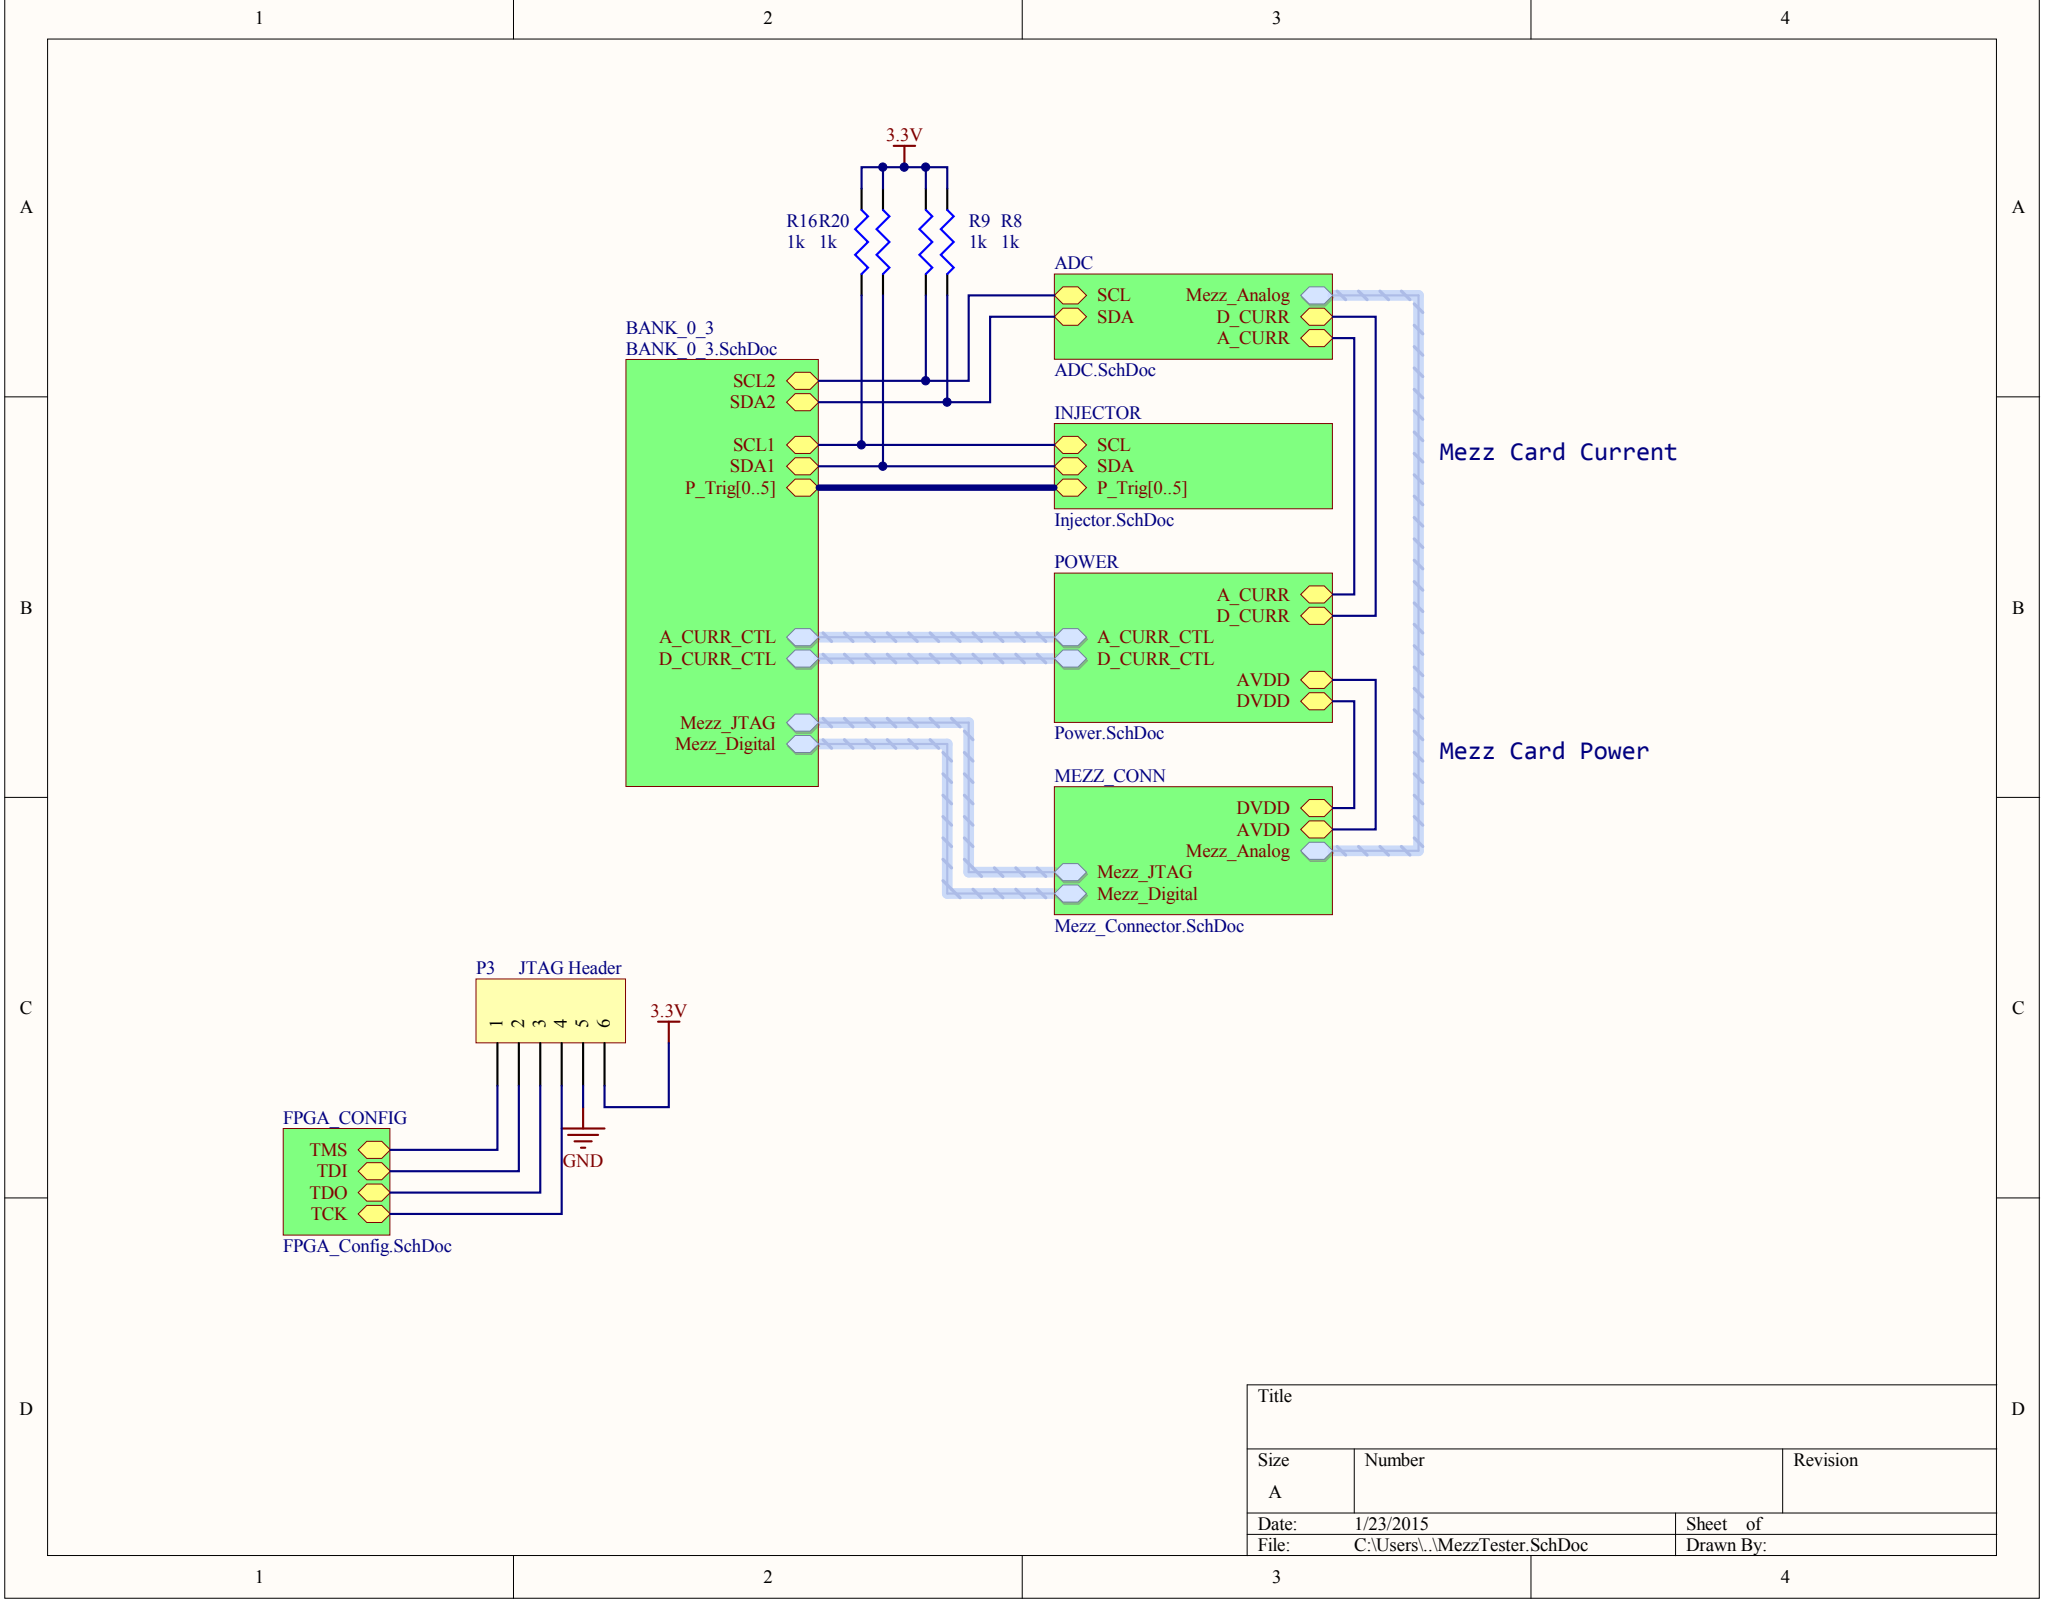 1 2 3 4
3.3V
A A
R16 R20 R9 R8
1k 1k 1k 1k
ADC
SCL Mezz_Analog
SDA D_CURR
A_CURR
ADC.SchDoc
BANK_0_3
BANK_0_3.SchDoc
SCL2
SDA2
SCL1
SDA1
P_Trig[0..5]
A_CURR_CTL
D_CURR_CTL
Mezz_JTAG
Mezz_Digital
INJECTOR
SCL
SDA
P_Trig[0..5]
Injector.SchDoc
Mezz Card Current
POWER
A_CURR
D_CURR
A_CURR_CTL
D_CURR_CTL
AVDD
DVDD
Power.SchDoc
B B
Mezz Card Power
MEZZ_CONN
DVDD
AVDD
Mezz_Analog
Mezz_JTAG
Mezz_Digital
Mezz_Connector.SchDoc
P3 JTAG Header
1 2 3 4 5 6
3.3V
C C
GND
FPGA_CONFIG
TMS
TDI
TDO
TCK
FPGA_Config.SchDoc
D D
Title
Size Number Revision
A
Date: 1/23/2015 Sheet of
File: C:\Users\..\MezzTester.SchDoc Drawn By:
1 2 3 4